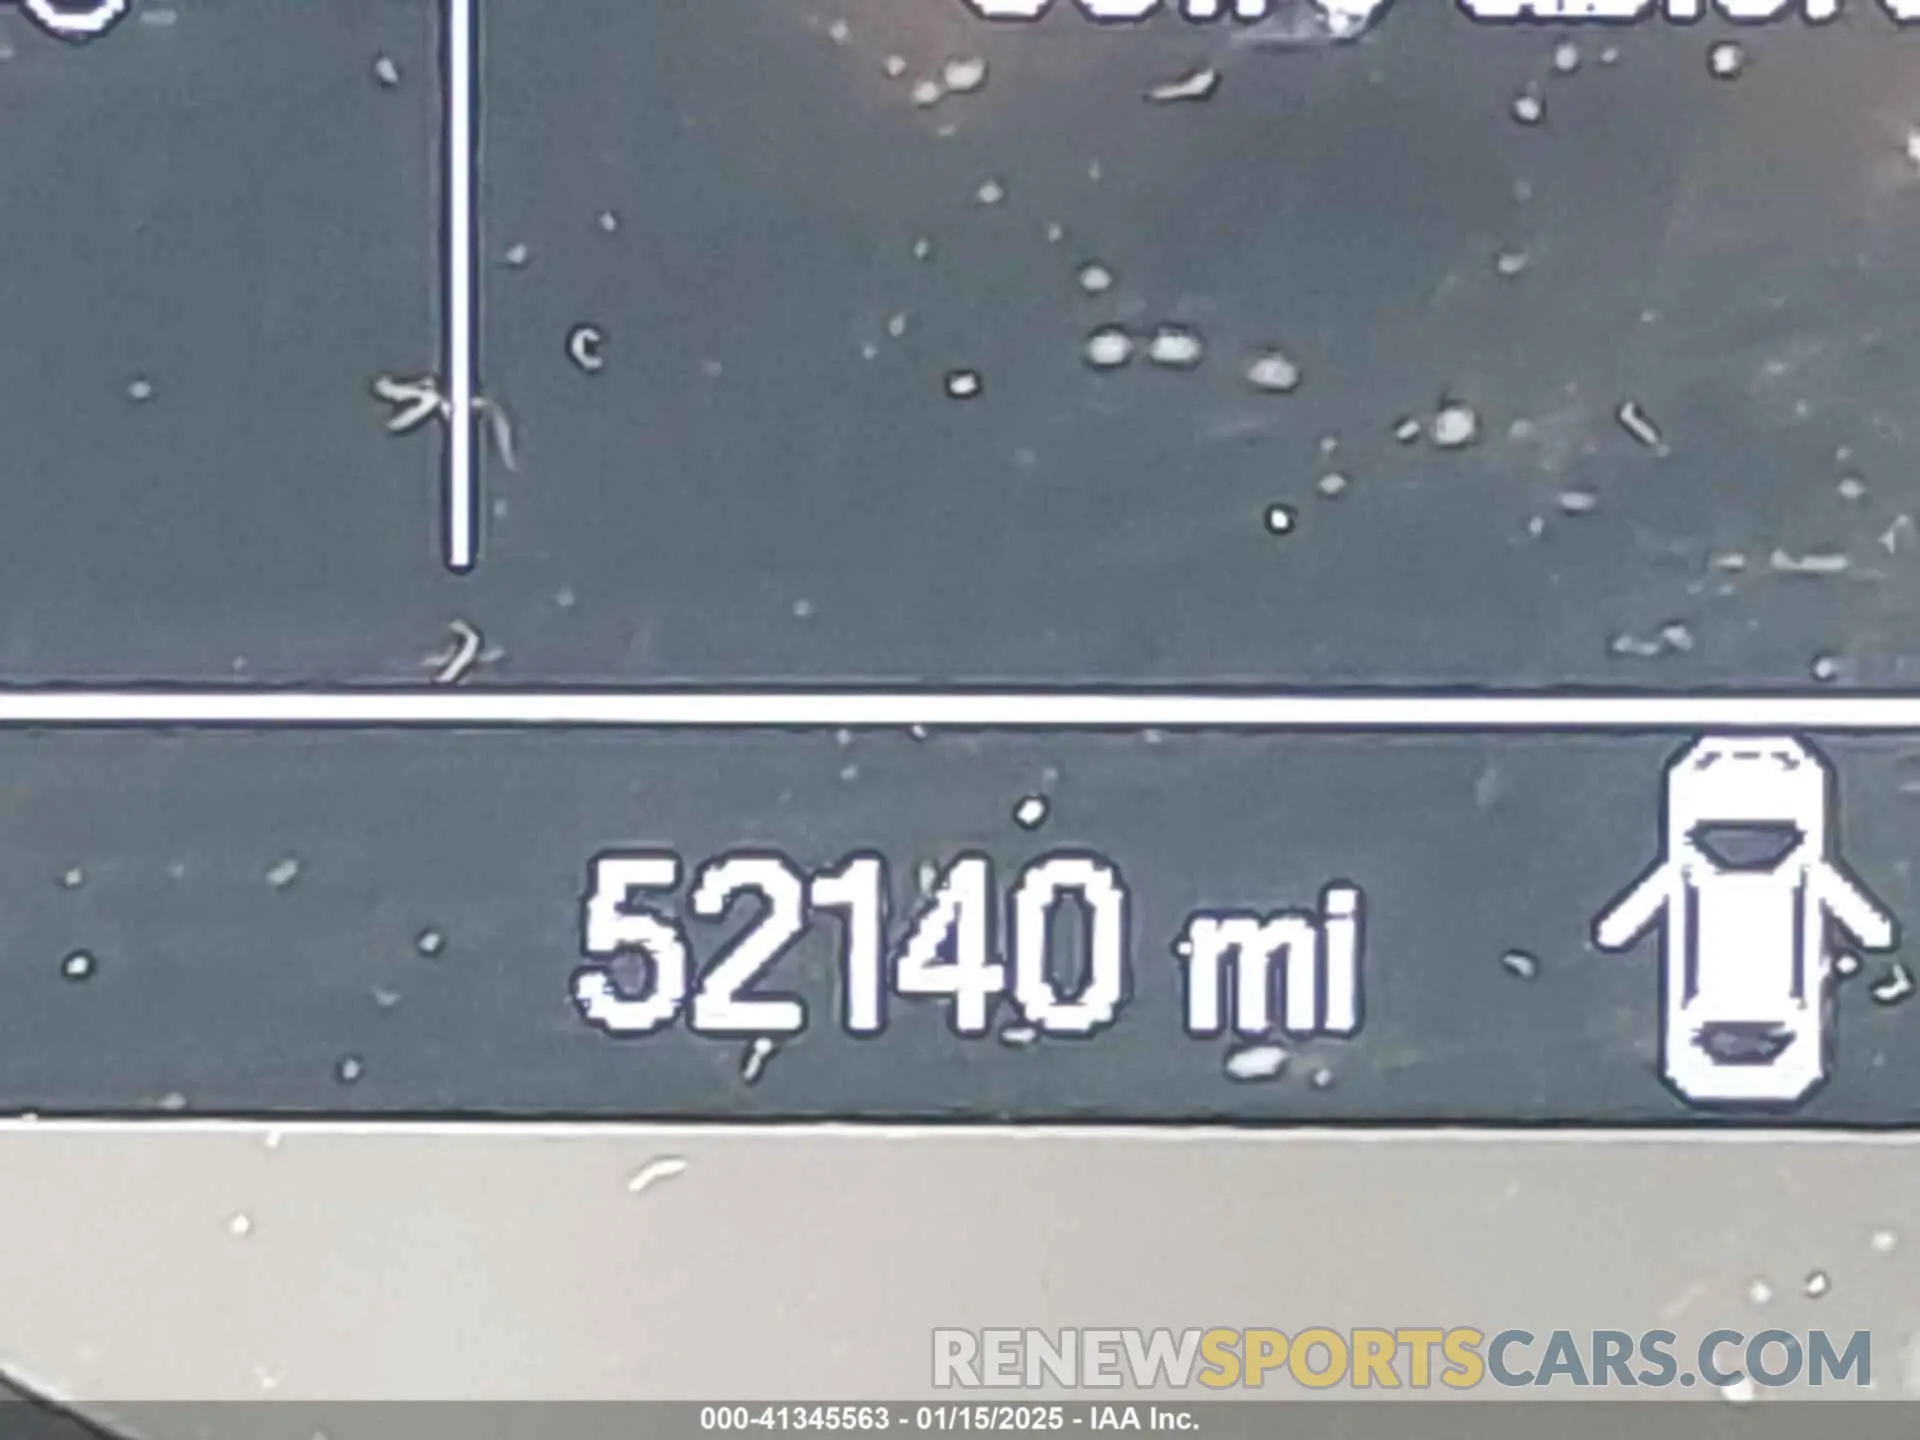 52140 mi
RENEWSPORTSCARS.COM
000-41345563 - 01/15/2025 - IAA Inc.